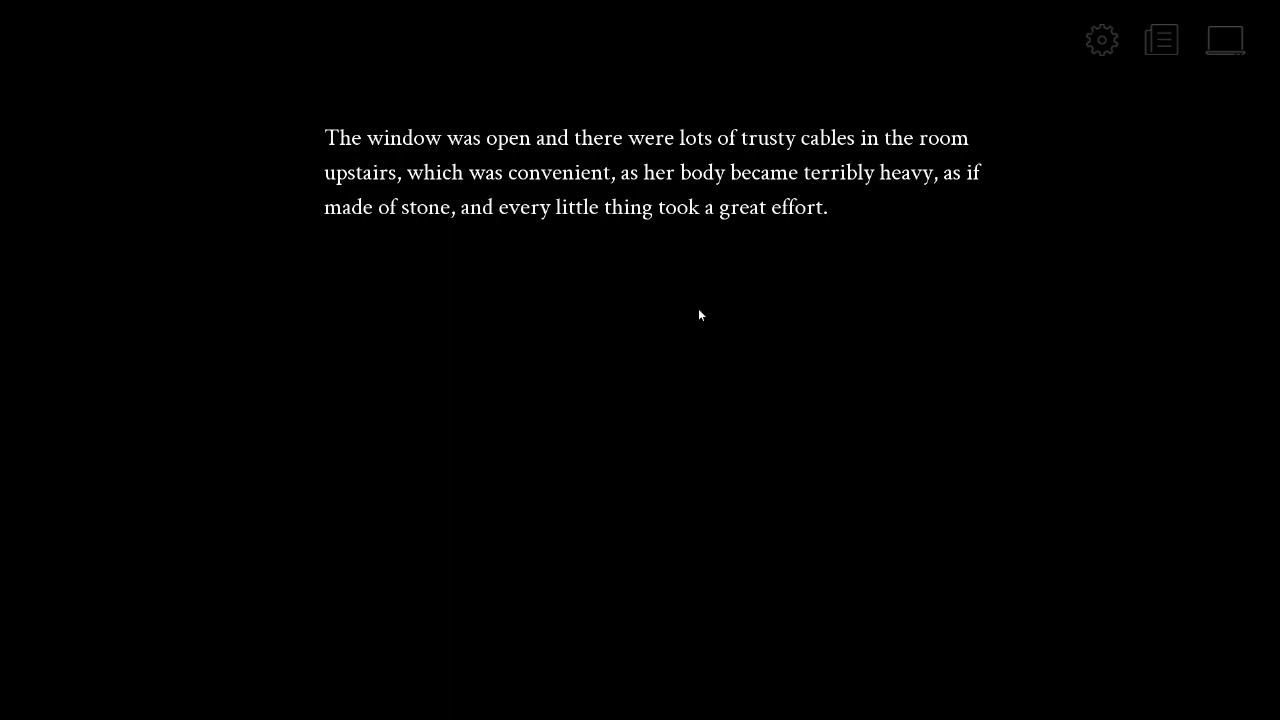 The window was open and there were lots of trusty cables in the room
upstairs, which was convenient, as her body became terribly heavy, as if
made of stone, and every little thing took a great effort.